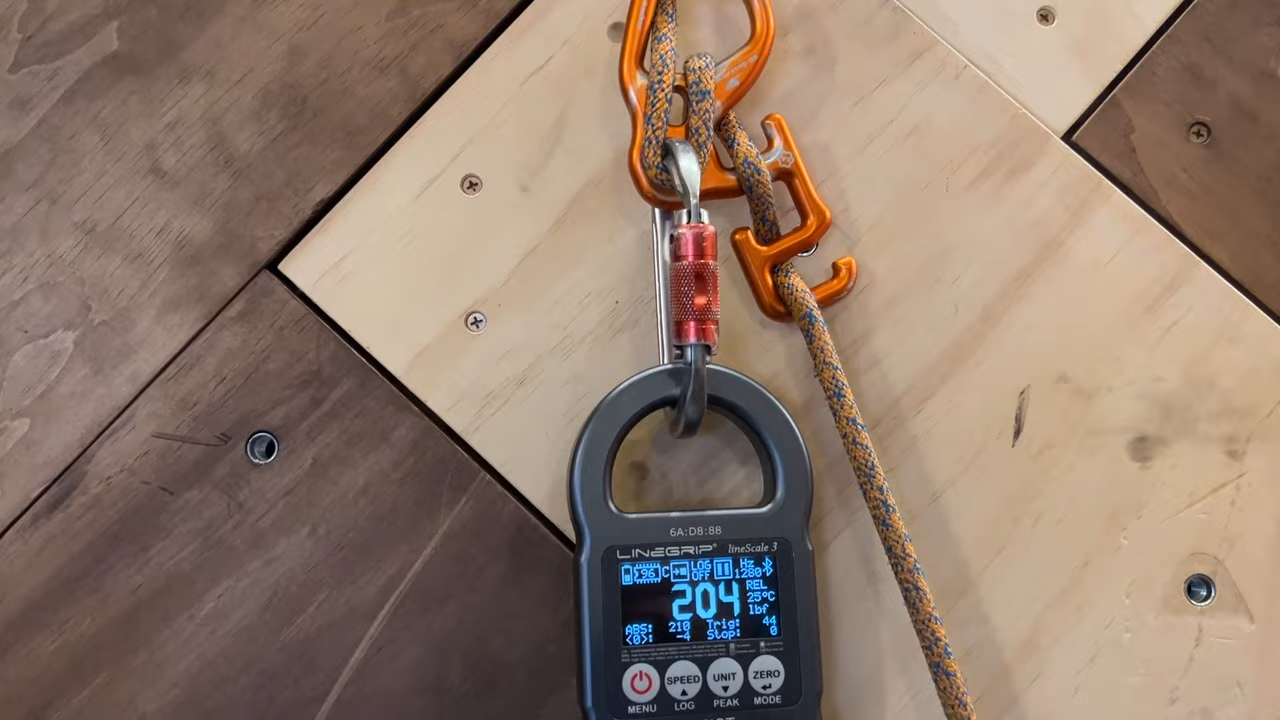 6A:D8:88
LINEGRIP® lineScale 3
96 LOG OFF Hz 1280
204 REL 25°C lbf
ABS: 210 Trig: 44
<0>: -4 Stop: 0
MENU SPEED LOG UNIT PEAK ZERO MODE